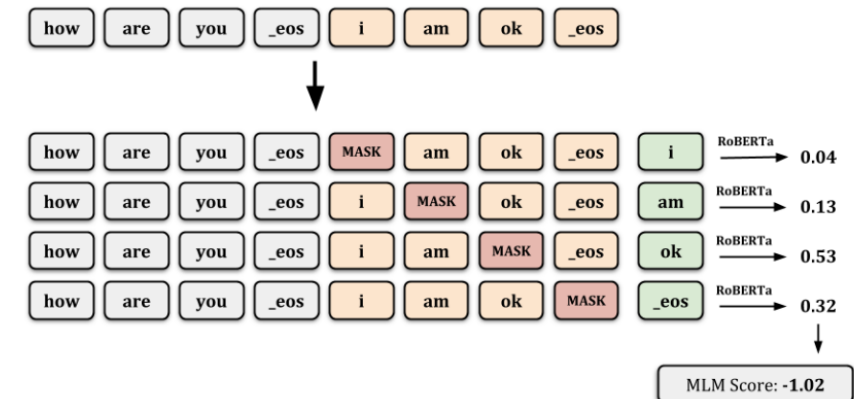 how are you _eos i am ok _eos
how are you _eos MASK am ok _eos i RoBERTa 0.04
how are you _eos i MASK ok _eos am RoBERTa 0.13
how are you _eos i am MASK _eos ok RoBERTa 0.53
how are you _eos i am ok MASK _eos RoBERTa 0.32
MLM Score: -1.02